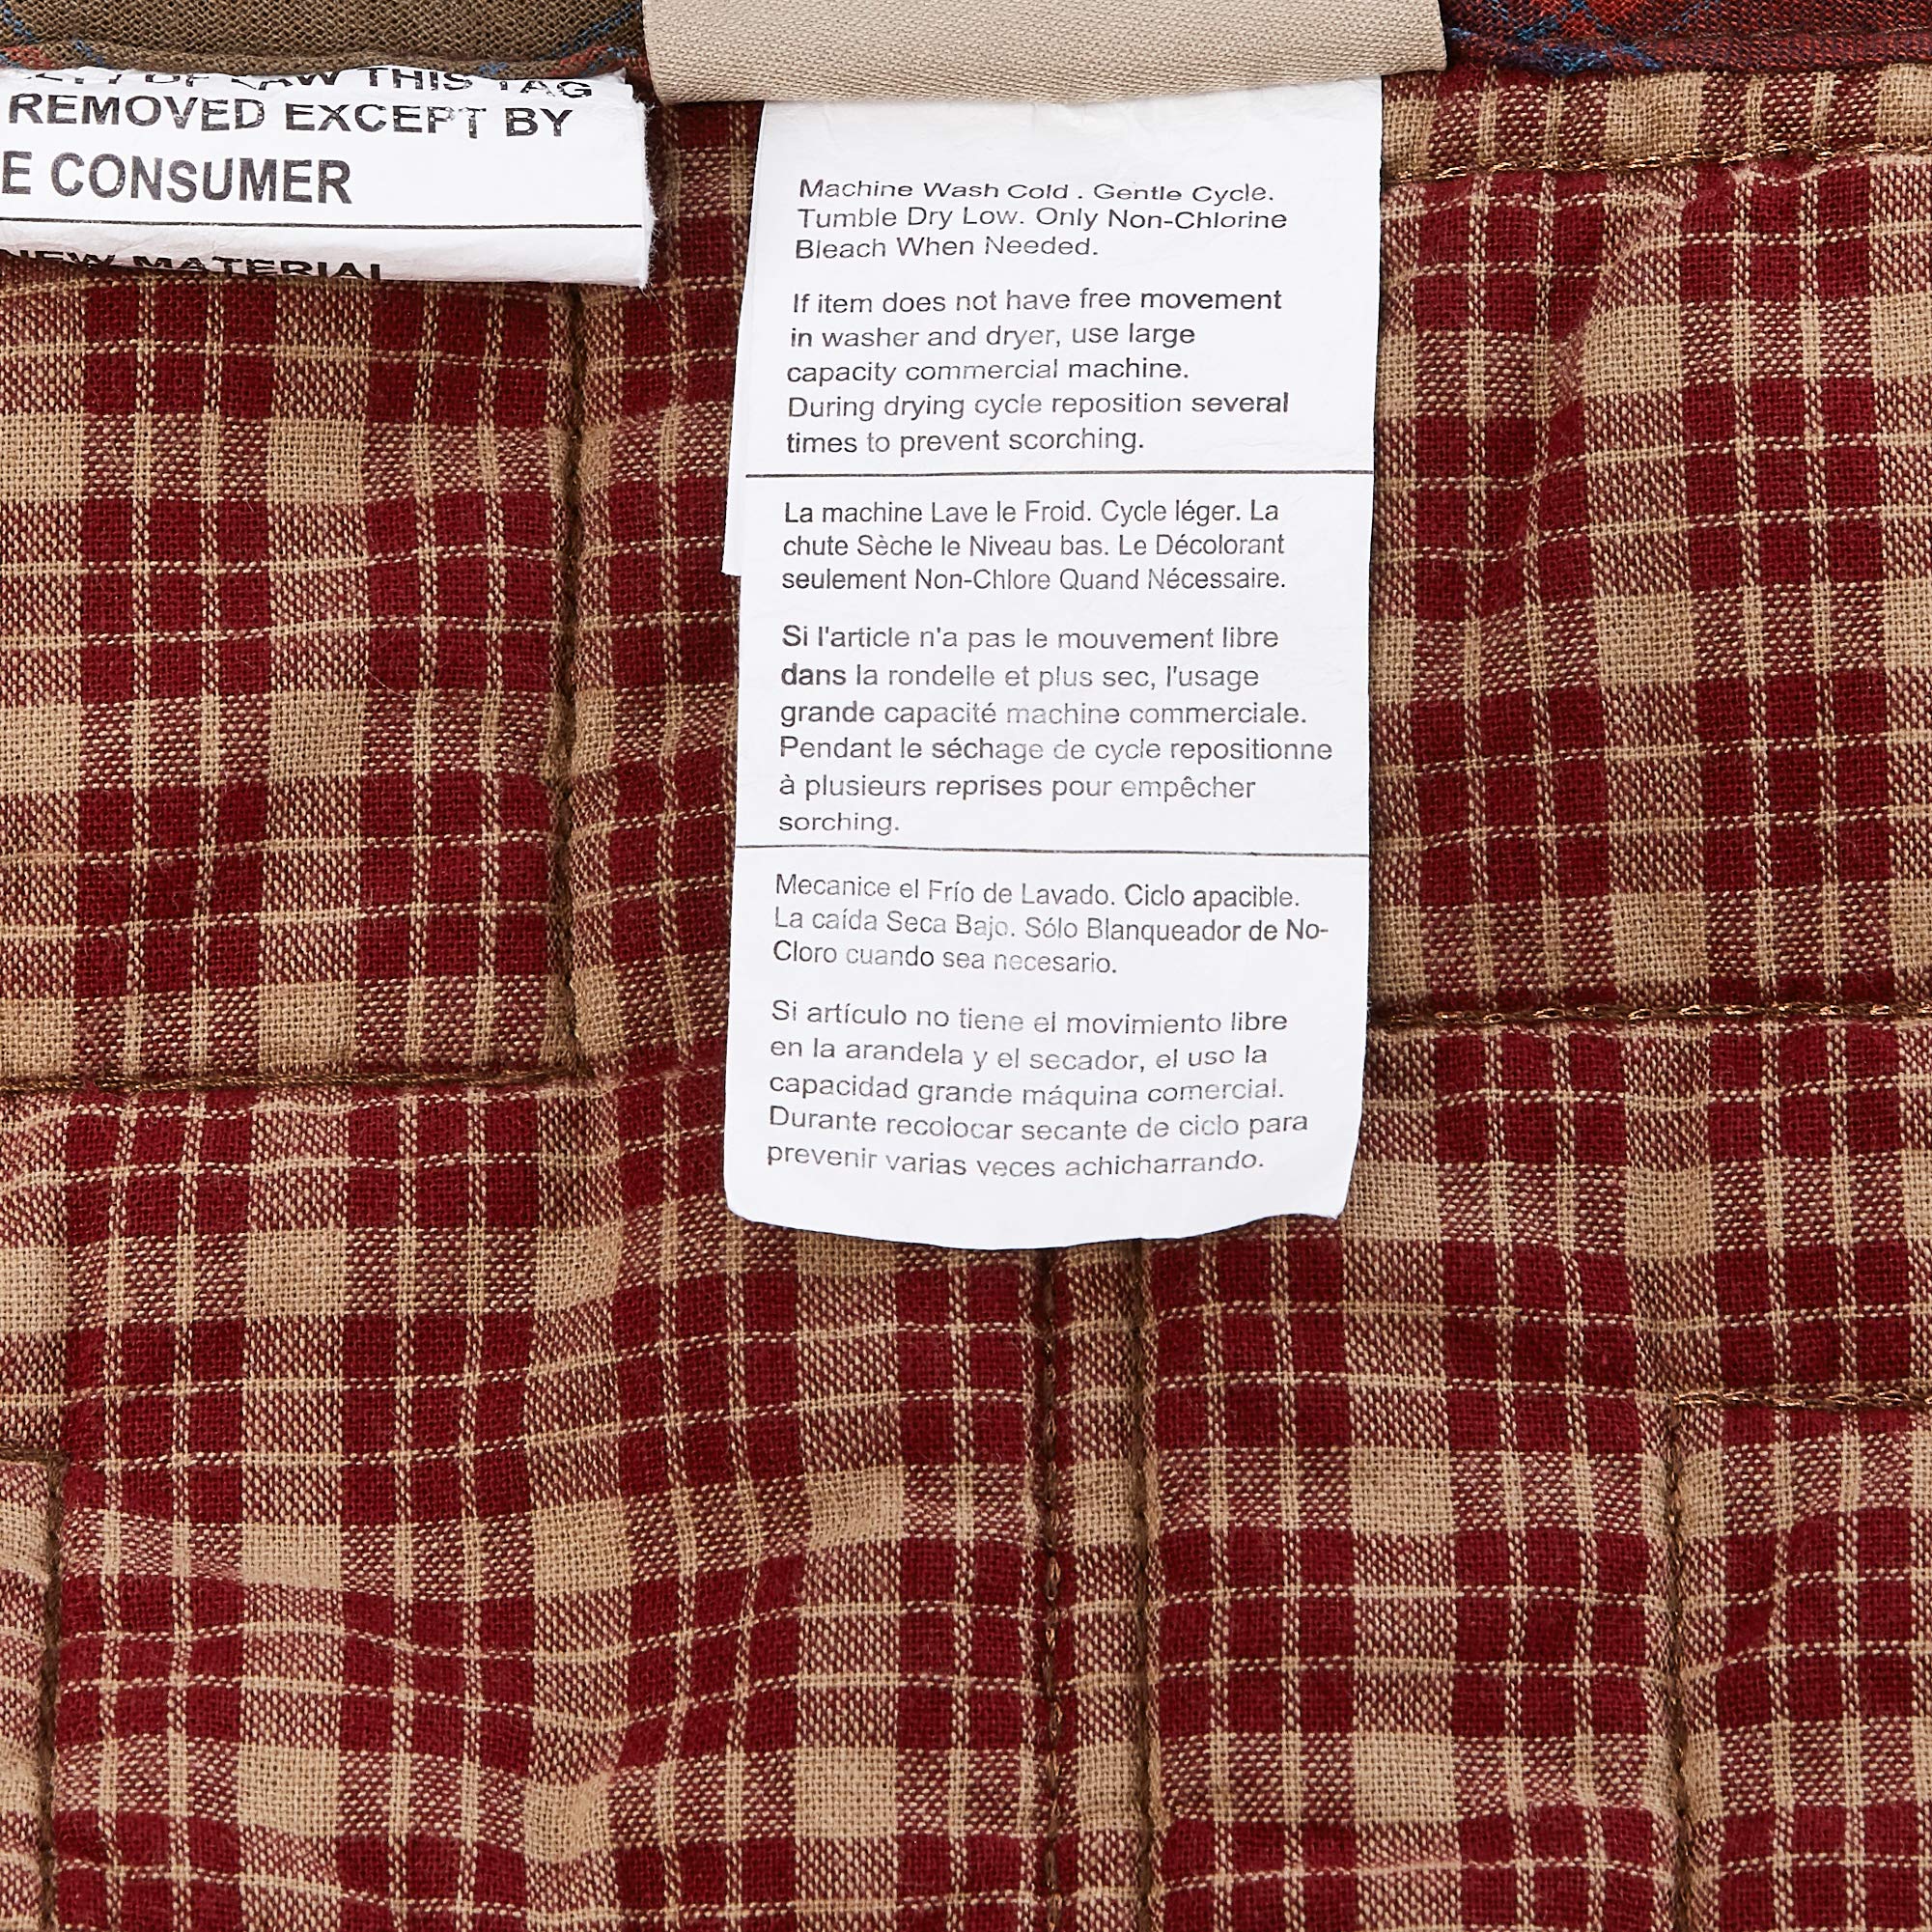 OF LAW THIS TAG
REMOVED EXCEPT BY
E CONSUMER
NEW MATERIAL
Machine Wash Cold . Gentle Cycle.
Tumble Dry Low. Only Non-Chlorine
Bleach When Needed.
If item does not have free movement
in washer and dryer, use large
capacity commercial machine.
During drying cycle reposition several
times to prevent scorching.
La machine Lave le Froid. Cycle léger. La
chute Sèche le Niveau bas. Le Décolorant
seulement Non-Chlore Quand Nécessaire.
Si l'article n'a pas le mouvement libre
dans la rondelle et plus sec, l'usage
grande capacité machine commerciale.
Pendant le séchage de cycle repositionne
à plusieurs reprises pour empêcher
sorching.
Mecanice el Frío de Lavado. Ciclo apacible.
La caída Seca Bajo. Sólo Blanqueador de No-
Cloro cuando sea necesario.
Si artículo no tiene el movimiento libre
en la arandela y el secador, el uso la
capacidad grande máquina comercial.
Durante recolocar secante de ciclo para
prevenir varias veces achicharrando.